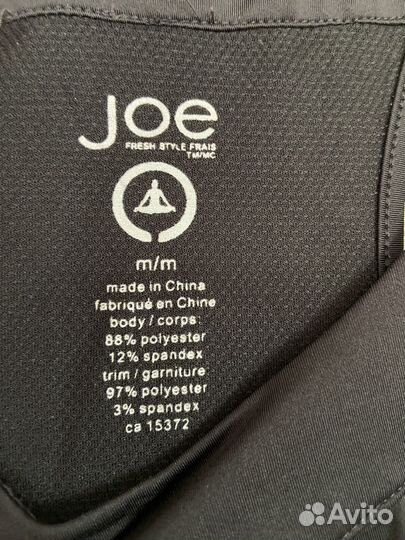 Joe
FRESH STYLE FRAIS
TM/MC
m/m
made in China
fabriqué en Chine
body / corps:
88% polyester
12% spandex
trim / garniture:
97% polyester
3% spandex
ca 15372
Avito